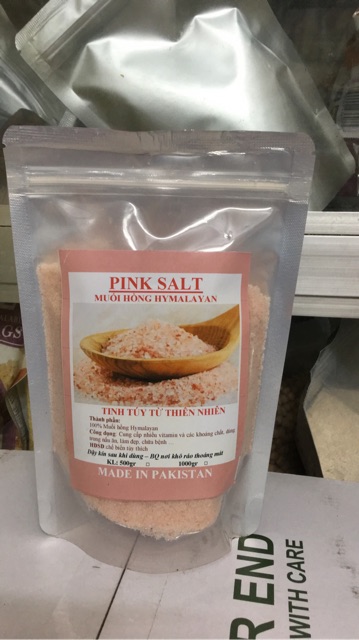 PINK SALT
MUỐI HỒNG HYMALAYAN
TINH TÚY TỪ THIÊN NHIÊN
Thành phần:
100% Muối hồng Hymalayan
Công dụng: Cung cấp nhiều vitamin và các khoáng chất, dùng
trong nấu ăn, làm đẹp, chữa bệnh ...
HDSD chế biến tùy thích
Dậy kín sau khi dùng – BQ nơi khô ráo thoáng mát
KL: 500gr □ 1000gr □
MADE IN PAKISTAN
GS
R END
WITH CARE